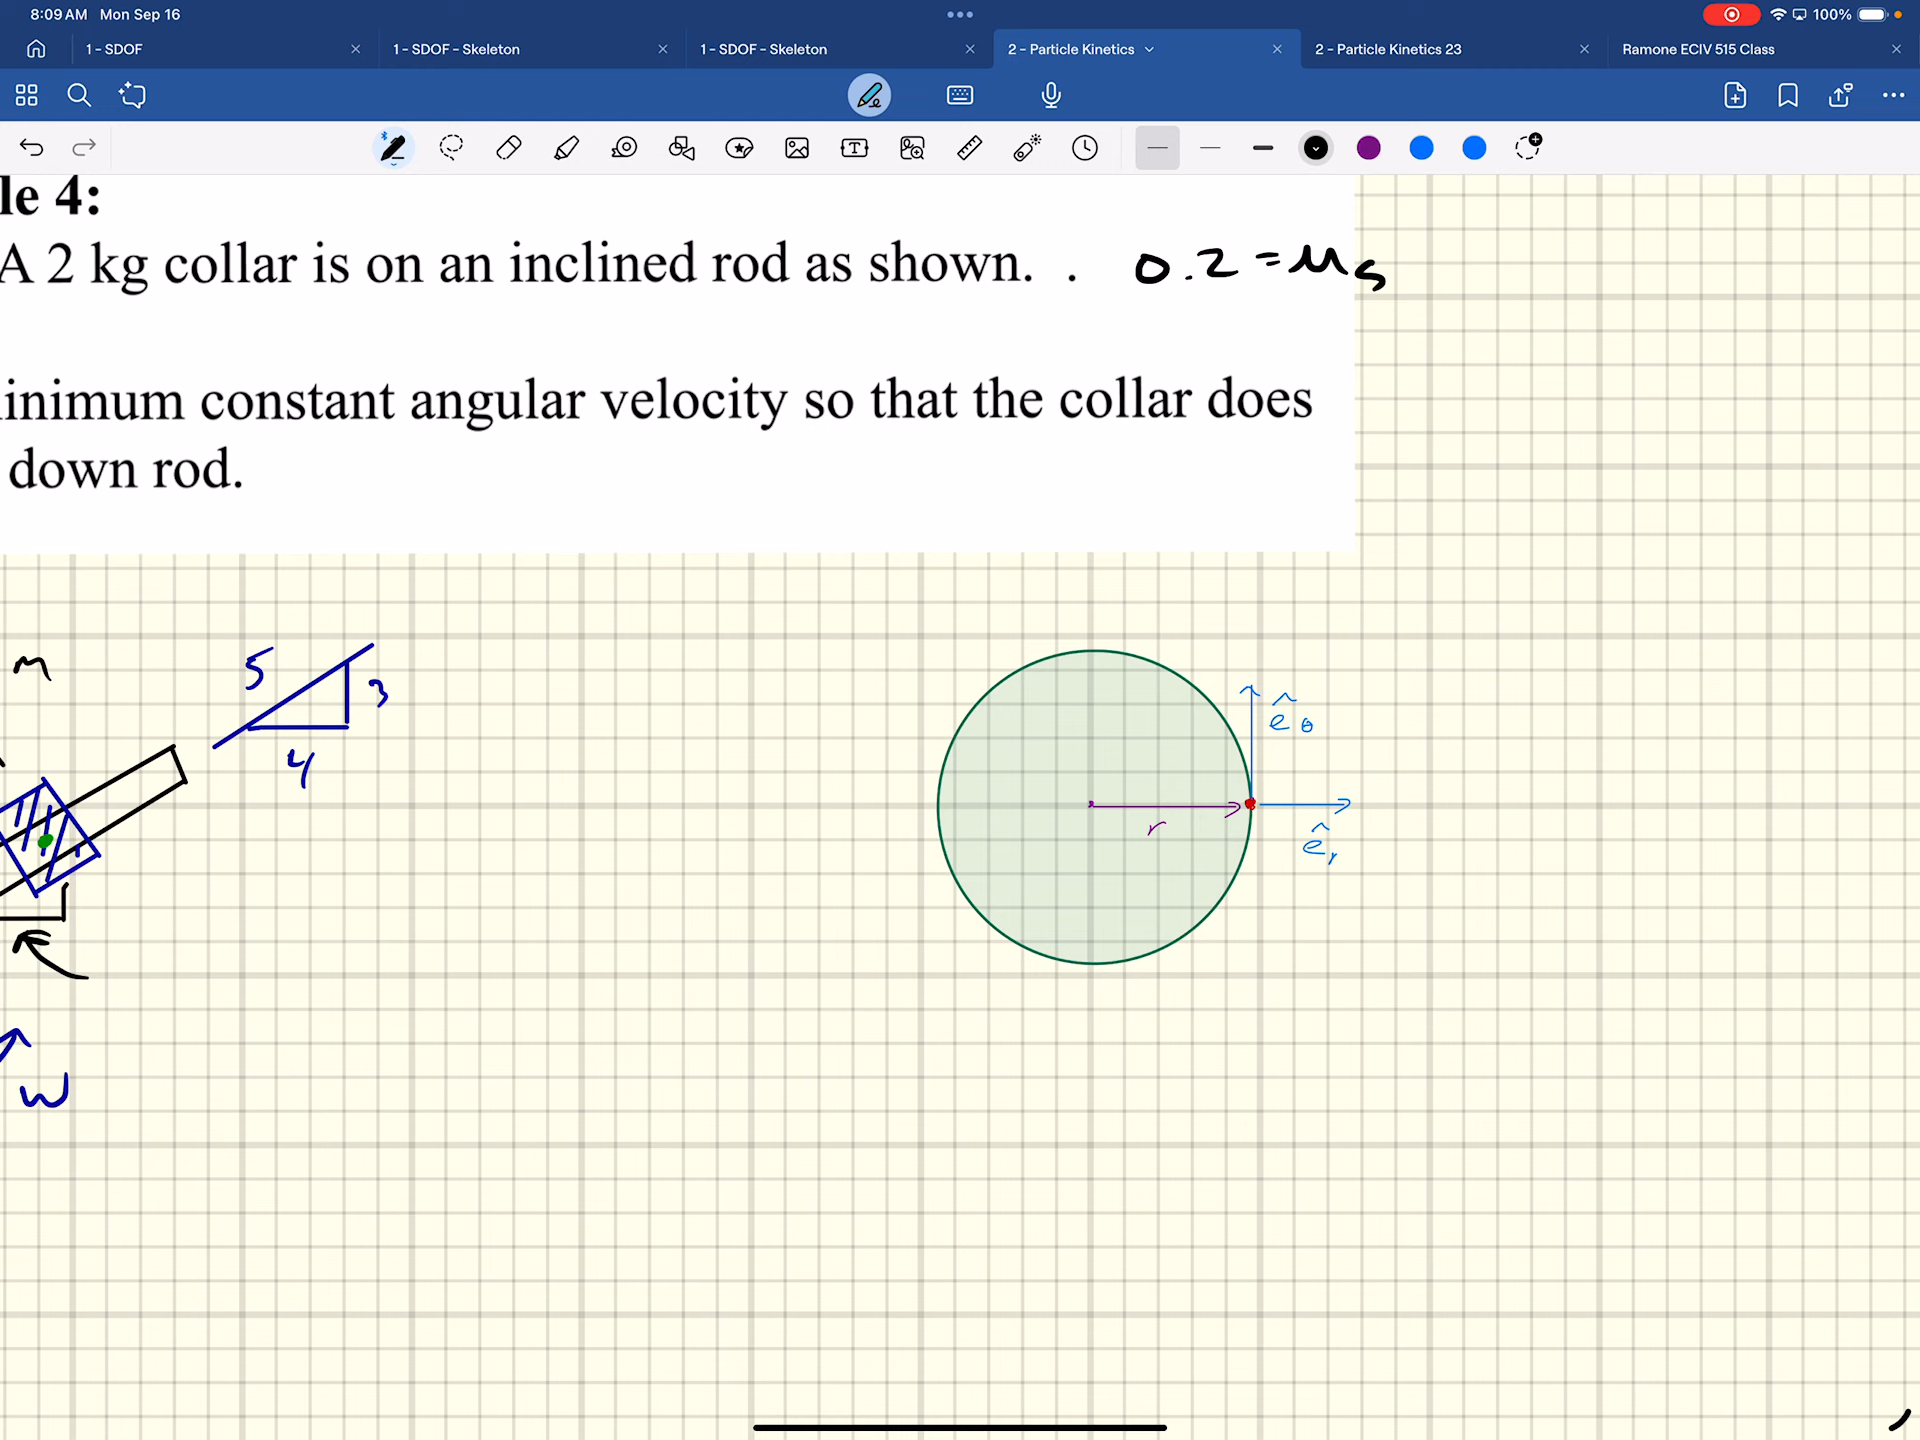 8:09 AM Mon Sep 16
100%
1 - SDOF
1 - SDOF - Skeleton
1 - SDOF - Skeleton
2 - Particle Kinetics
2 - Particle Kinetics 23
Ramone ECIV 515 Class
le 4:
A 2 kg collar is on an inclined rod as shown. . 0.2 = μs
inimum constant angular velocity so that the collar does
down rod.
m
5
3
4
êθ
r
êr
w